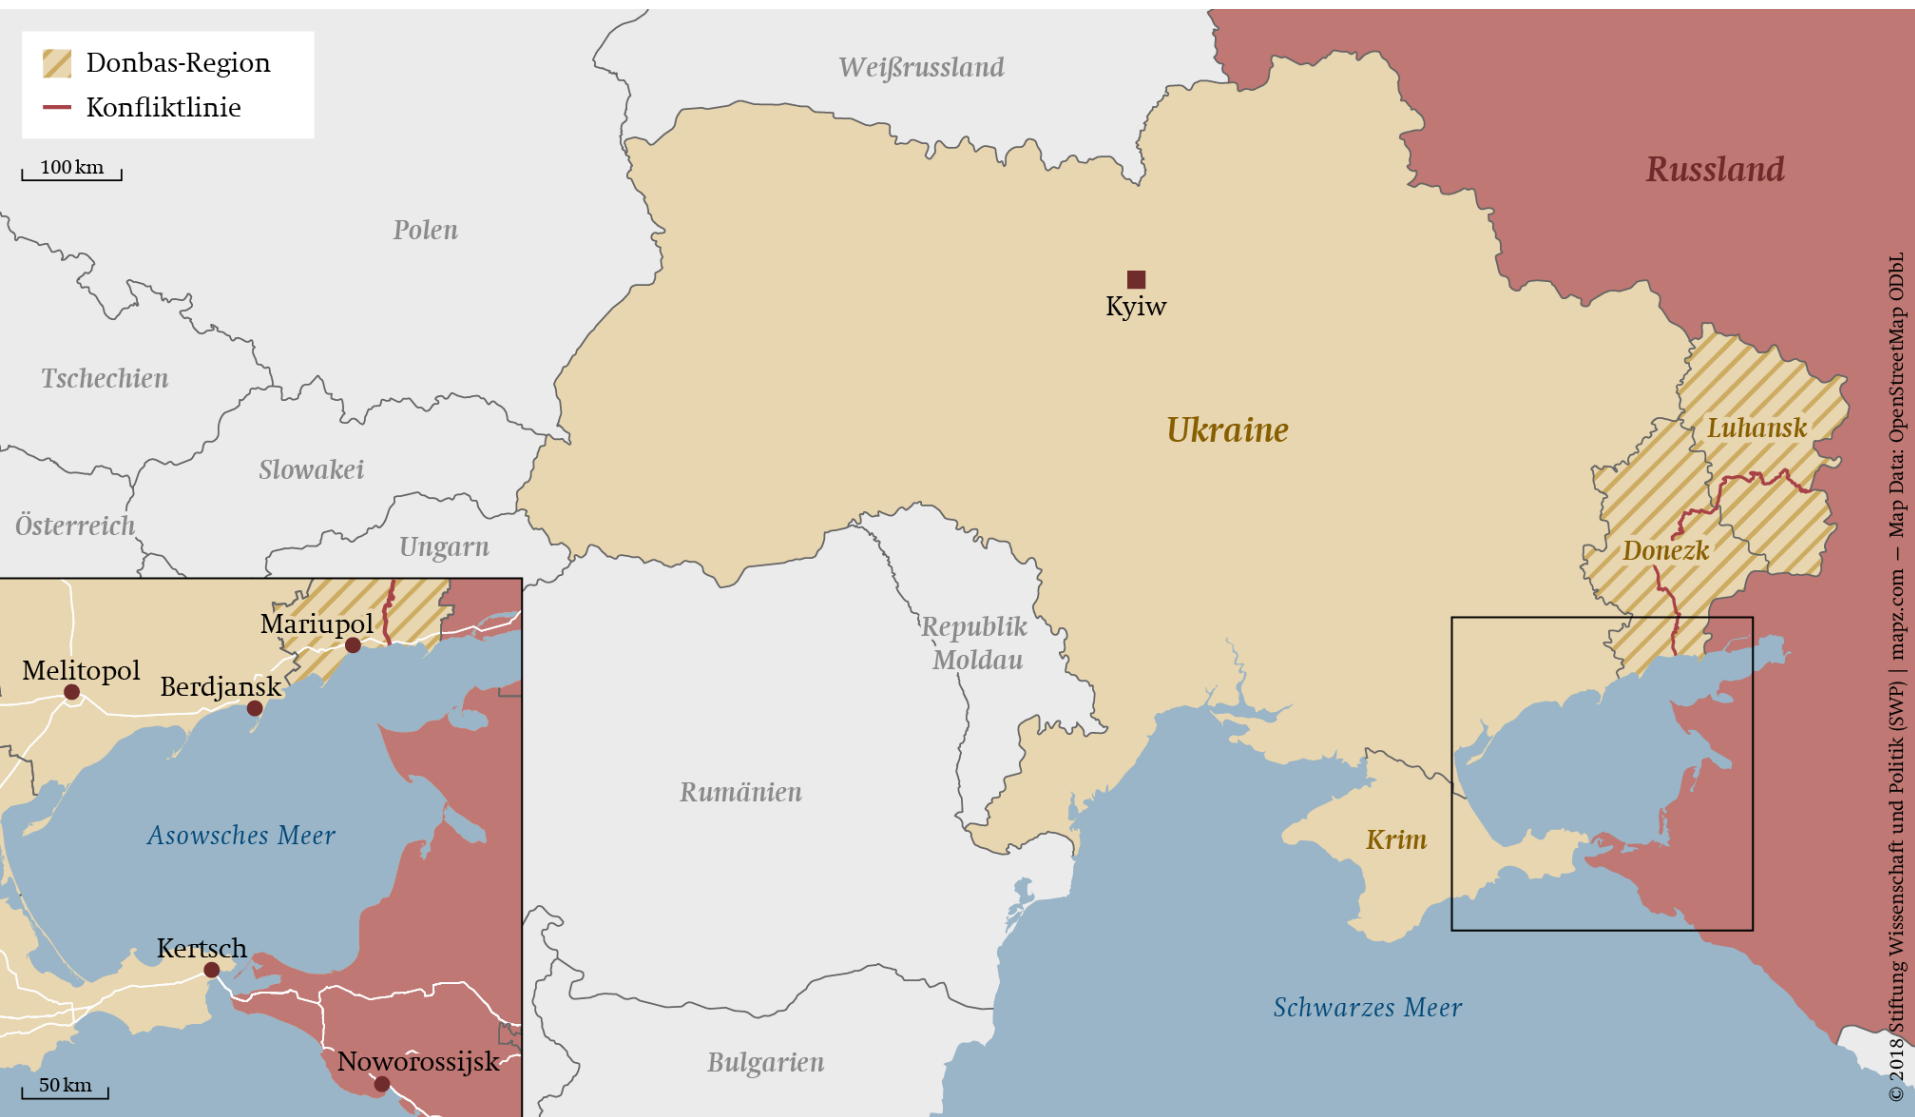 Donbas-Region
Konfliktlinie
100 km
Weißrussland
Russland
Polen
Kyiw
Tschechien
Ukraine
Luhansk
Slowakei
Österreich
Ungarn
Donezk
Republik
Moldau
Rumänien
Krim
Schwarzes Meer
Bulgarien
Mariupol
Melitopol
Berdjansk
Asowsches Meer
Kertsch
Noworossijsk
50 km
© 2018 Stiftung Wissenschaft und Politik (SWP) | mapz.com — Map Data: OpenStreetMap ODbL